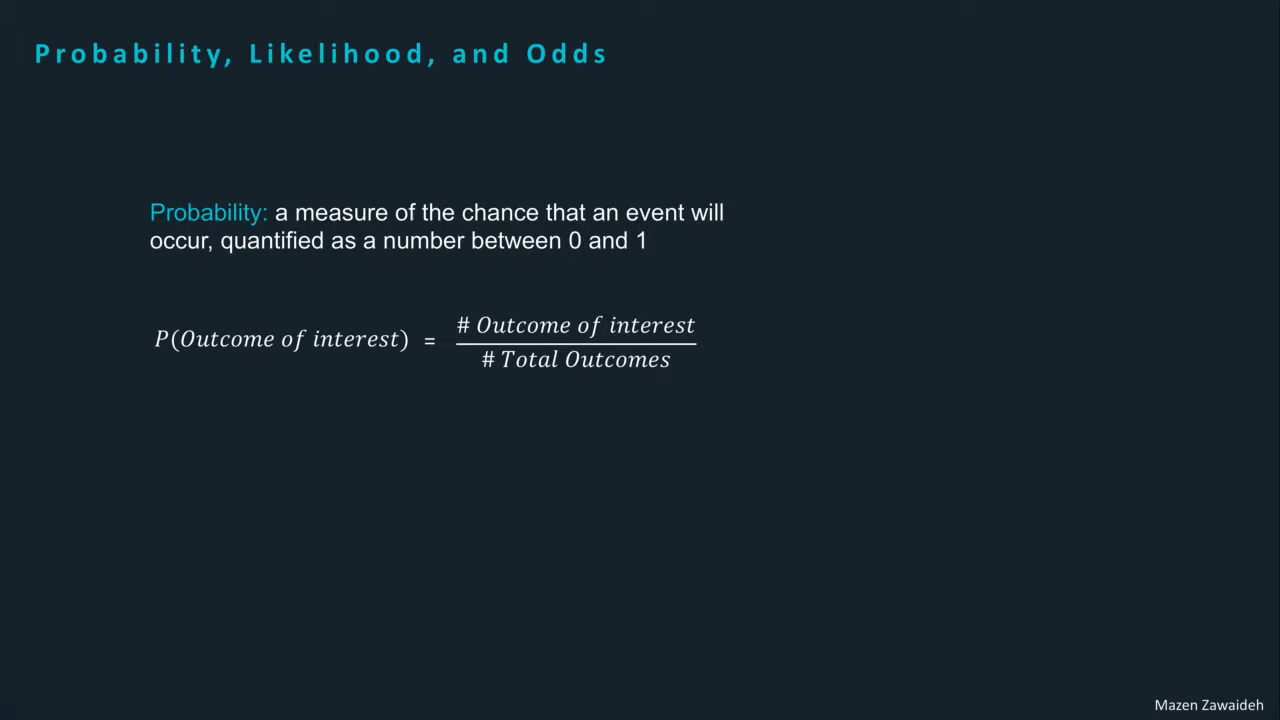 Probability, Likelihood, and Odds
Probability: a measure of the chance that an event will
occur, quantified as a number between 0 and 1
P(Outcome of interest) = # Outcome of interest / # Total Outcomes
Mazen Zawaideh